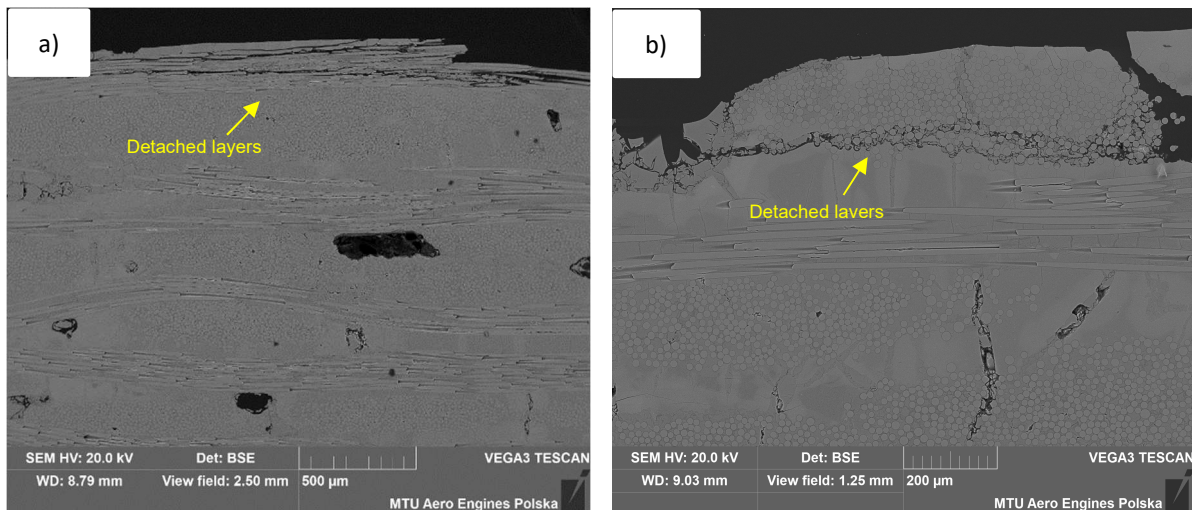 a)
Detached layers
SEM HV: 20.0 kV Det: BSE VEGA3 TESCAN
WD: 8.79 mm View field: 2.50 mm 500 µm
MTU Aero Engines Polska
b)
Detached lavers
SEM HV: 20.0 kV Det: BSE VEGA3 TESCAN
WD: 9.03 mm View field: 1.25 mm 200 µm
MTU Aero Engines Polska